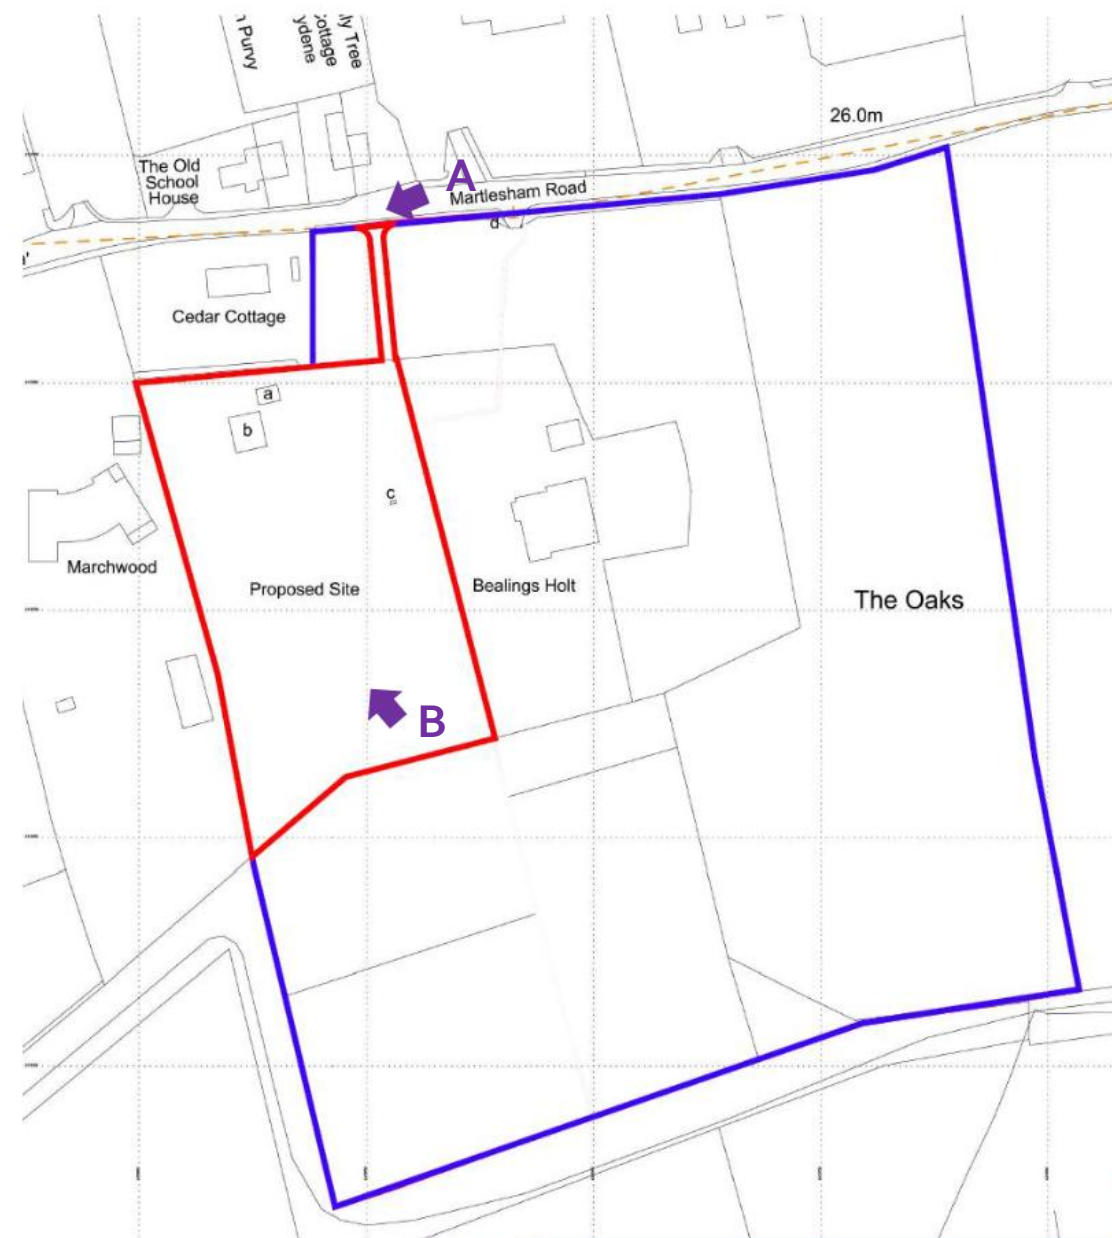 Purvy
ydene
ottage
ly Tree
26.0m
The Old
School
House
A
Martlesham Road
d
Cedar Cottage
a
b
c
Marchwood
Proposed Site
Bealings Holt
The Oaks
B